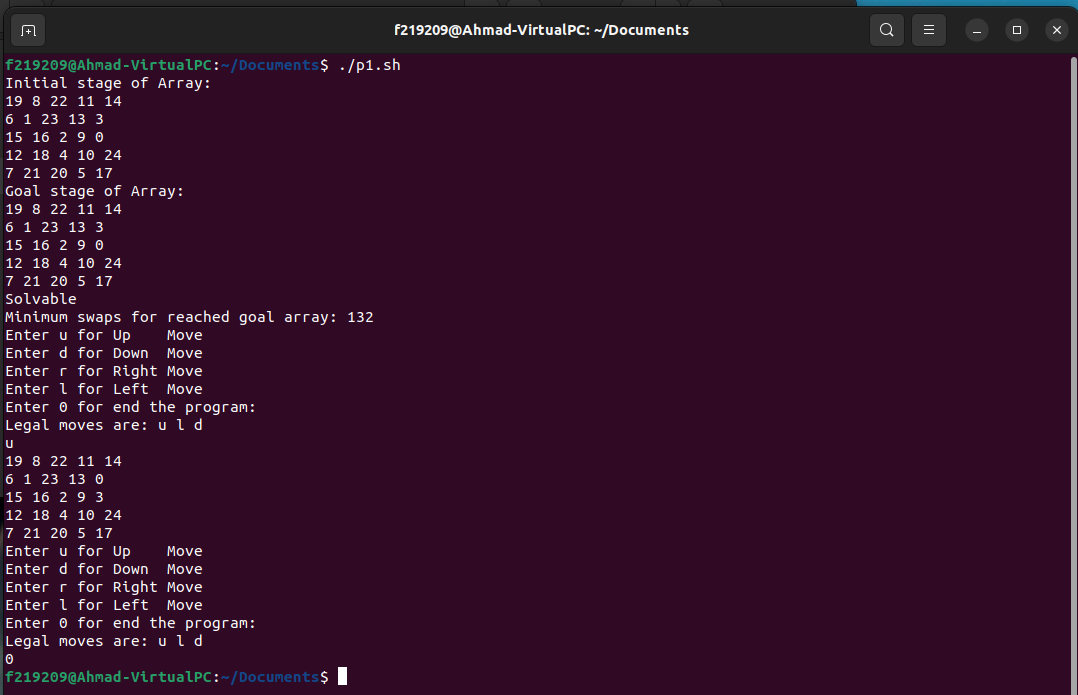 f219209@Ahmad-VirtualPC: ~/Documents
f219209@Ahmad-VirtualPC:~/Documents$ ./p1.sh
Initial stage of Array:
19 8 22 11 14
6 1 23 13 3
15 16 2 9 0
12 18 4 10 24
7 21 20 5 17
Goal stage of Array:
19 8 22 11 14
6 1 23 13 3
15 16 2 9 0
12 18 4 10 24
7 21 20 5 17
Solvable
Minimum swaps for reached goal array: 132
Enter u for Up    Move
Enter d for Down  Move
Enter r for Right Move
Enter l for Left  Move
Enter 0 for end the program:
Legal moves are: u l d
u
19 8 22 11 14
6 1 23 13 0
15 16 2 9 3
12 18 4 10 24
7 21 20 5 17
Enter u for Up    Move
Enter d for Down  Move
Enter r for Right Move
Enter l for Left  Move
Enter 0 for end the program:
Legal moves are: u l d
0
f219209@Ahmad-VirtualPC:~/Documents$